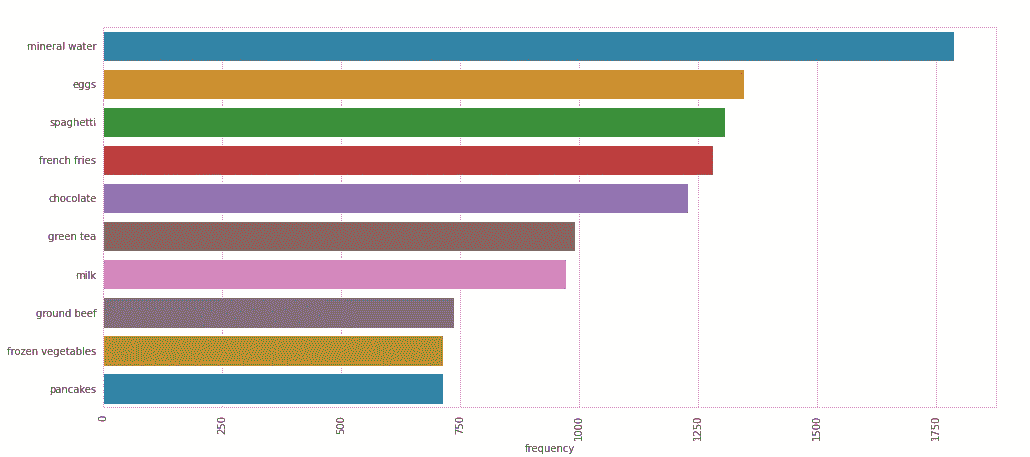 mineral water
eggs
spaghetti
french fries
chocolate
green tea
milk
ground beef
frozen vegetables
pancakes
0 250 500 750 1000 1250 1500 1750
frequency